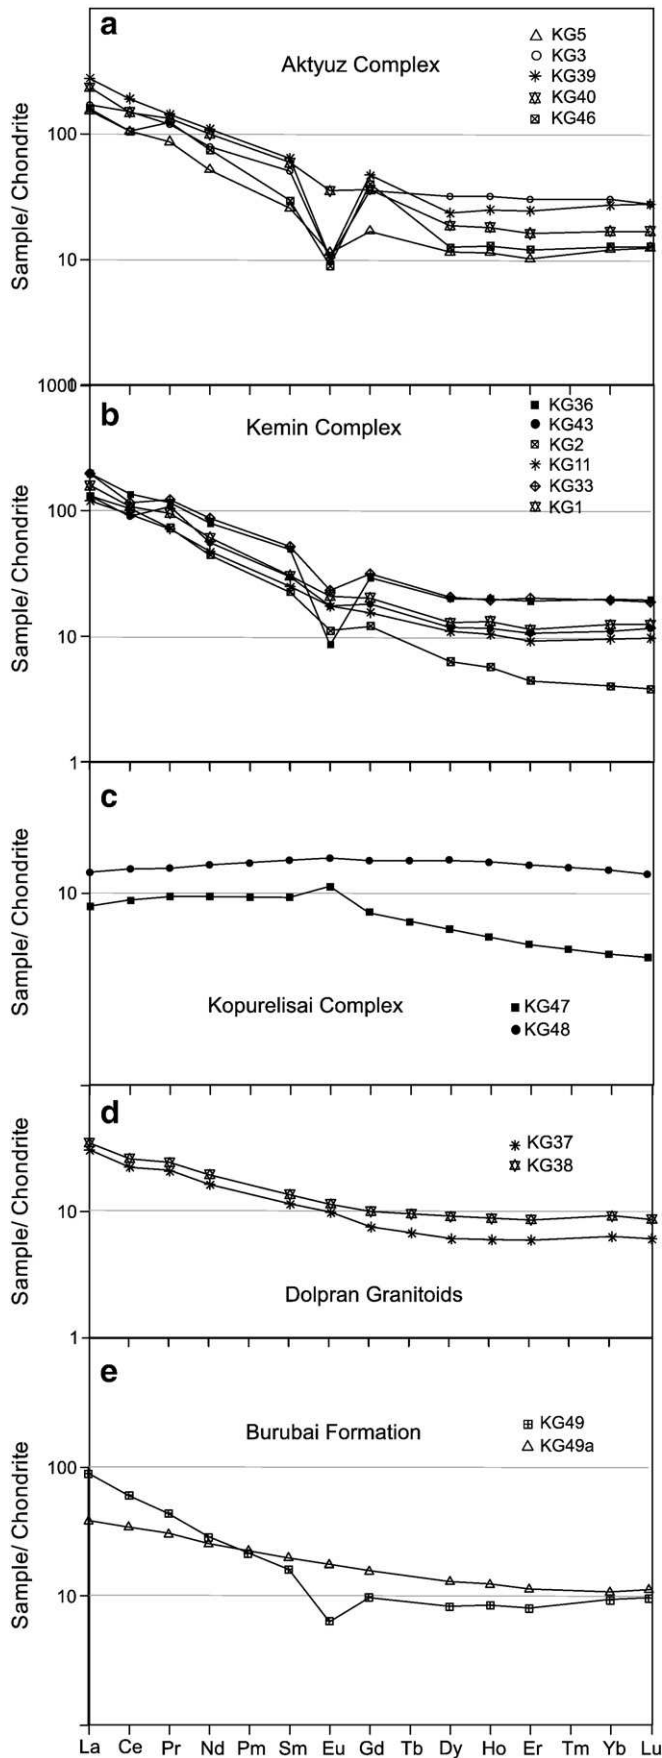 a
Aktyuz Complex
KG5
KG3
KG39
KG40
KG46
Sample/ Chondrite
100
10
1000
b
Kemin Complex
KG36
KG43
KG2
KG11
KG33
KG1
Sample/ Chondrite
100
10
1
c
Sample/ Chondrite
10
Kopurelisai Complex
KG47
KG48
d
KG37
KG38
Sample/ Chondrite
10
Dolpran Granitoids
1
e
Burubai Formation
KG49
KG49a
Sample/ Chondrite
100
10
La Ce Pr Nd Pm Sm Eu Gd Tb Dy Ho Er Tm Yb Lu